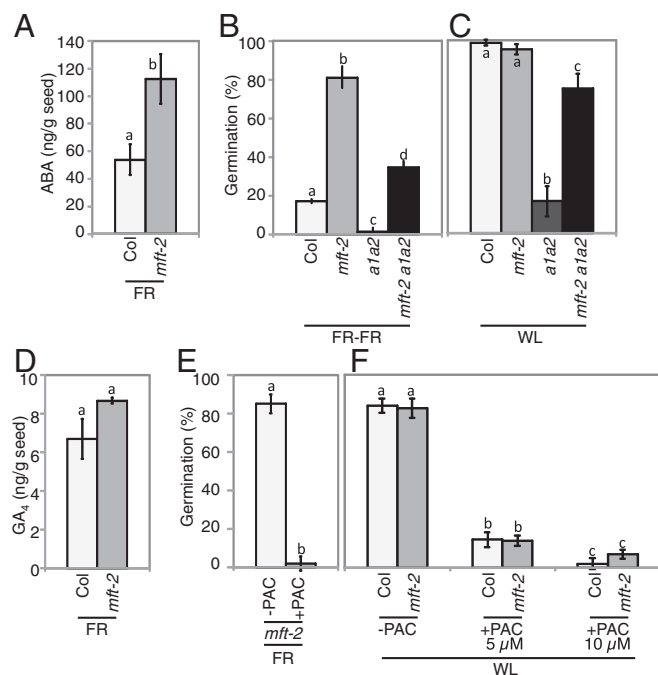 A
ABA (ng/g seed)
140
120
100
80
60
40
20
0
a
b
Col
mft-2
FR
B
Germination (%)
100
80
60
40
20
0
a
b
c
d
Col
mft-2
a1a2
mft-2 a1a2
FR-FR
C
a
a
b
c
Col
mft-2
a1a2
mft-2 a1a2
WL
D
GA4 (ng/g seed)
10
8
6
4
2
0
a
a
Col
mft-2
FR
E
Germination (%)
100
80
60
40
20
0
a
b
-PAC
+PAC
mft-2
FR
F
a
a
b
b
c
c
Col
mft-2
Col
mft-2
Col
mft-2
-PAC
+PAC
5 µM
+PAC
10 µM
WL